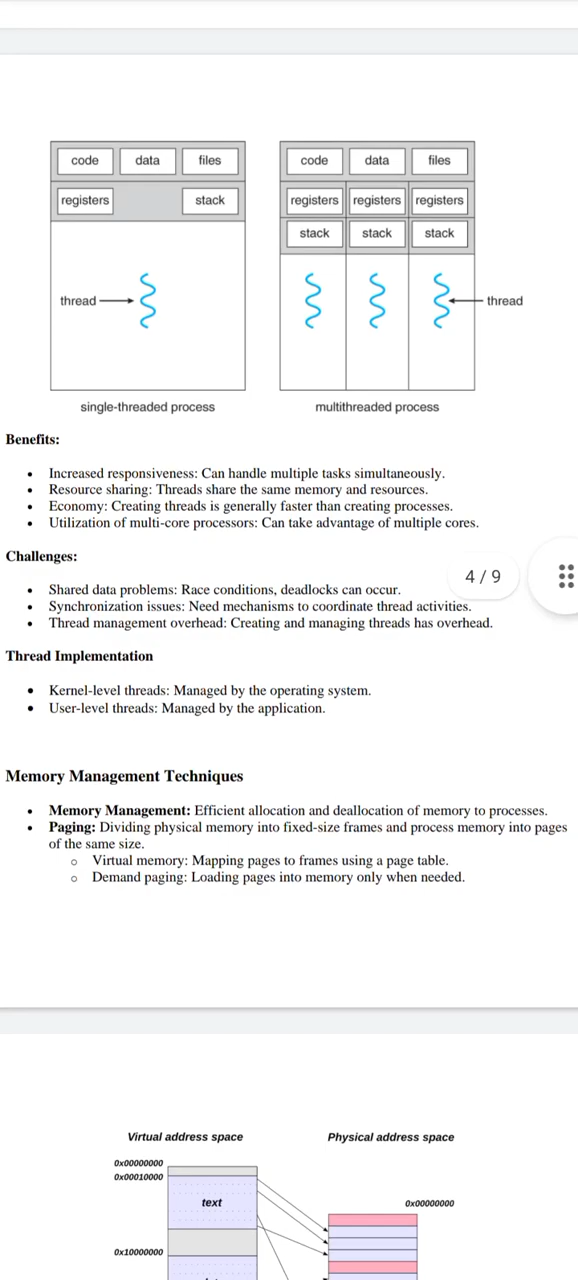 code data files
registers stack
thread
single-threaded process
code data files
registers registers registers
stack stack stack
thread
multithreaded process
Benefits:
• Increased responsiveness: Can handle multiple tasks simultaneously.
• Resource sharing: Threads share the same memory and resources.
• Economy: Creating threads is generally faster than creating processes.
• Utilization of multi-core processors: Can take advantage of multiple cores.
Challenges:
4 / 9
• Shared data problems: Race conditions, deadlocks can occur.
• Synchronization issues: Need mechanisms to coordinate thread activities.
• Thread management overhead: Creating and managing threads has overhead.
Thread Implementation
• Kernel-level threads: Managed by the operating system.
• User-level threads: Managed by the application.
Memory Management Techniques
• Memory Management: Efficient allocation and deallocation of memory to processes.
• Paging: Dividing physical memory into fixed-size frames and process memory into pages
of the same size.
o Virtual memory: Mapping pages to frames using a page table.
o Demand paging: Loading pages into memory only when needed.
Virtual address space Physical address space
0x00000000
0x00010000
text
0x00000000
0x10000000